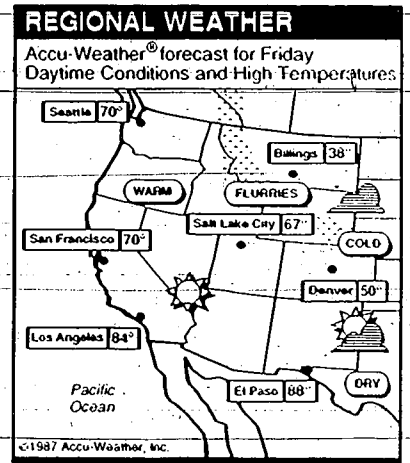 REGIONAL WEATHER
Accu-Weather® forecast for Friday
Daytime Conditions and High Temperatures
Seattle 70°
Billings 38°
WARM
FLURRIES
Salt Lake City 67°
San Francisco 70°
COLD
Denver 50°
Los Angeles 84°
DRY
El Paso 88°
Pacific
Ocean
©1987 Accu-Weather, Inc.